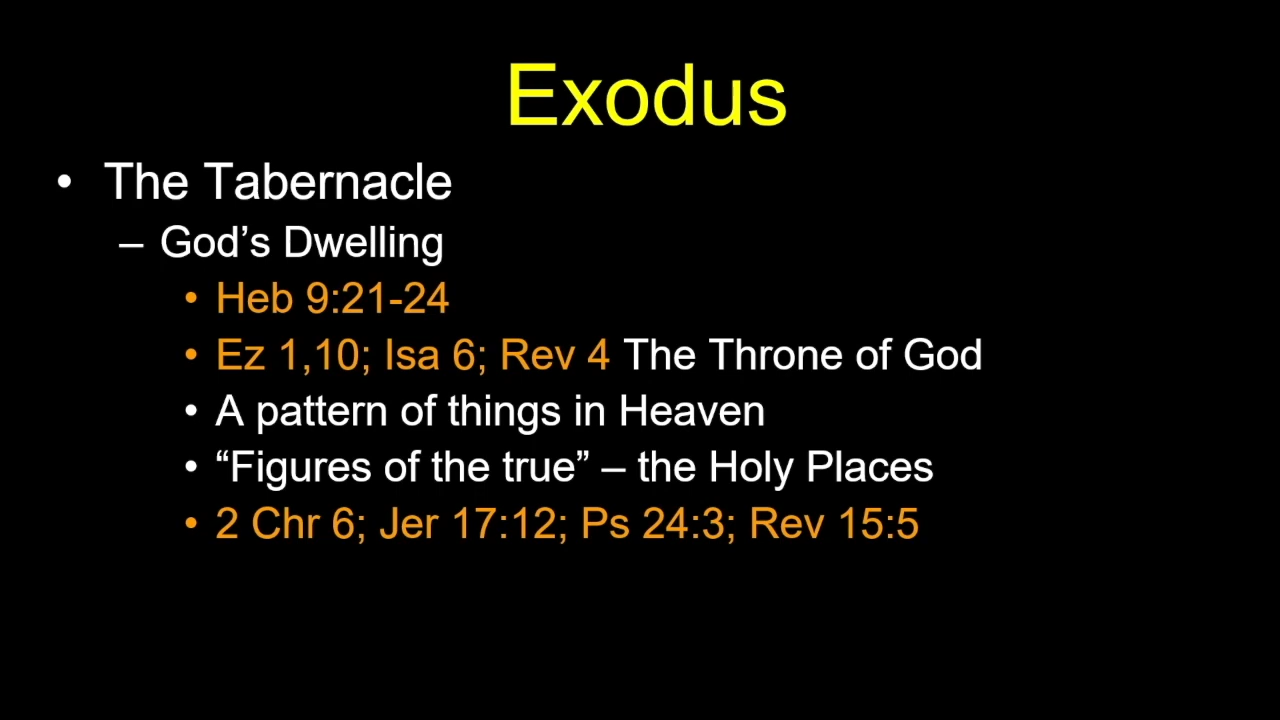 Exodus
• The Tabernacle
– God’s Dwelling
• Heb 9:21-24
• Ez 1,10; Isa 6; Rev 4 The Throne of God
• A pattern of things in Heaven
• “Figures of the true” – the Holy Places
• 2 Chr 6; Jer 17:12; Ps 24:3; Rev 15:5